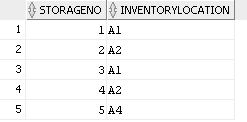 STORAGENO INVENTORYLOCATION
1 1 A1
2 2 A2
3 3 A1
4 4 A2
5 5 A4